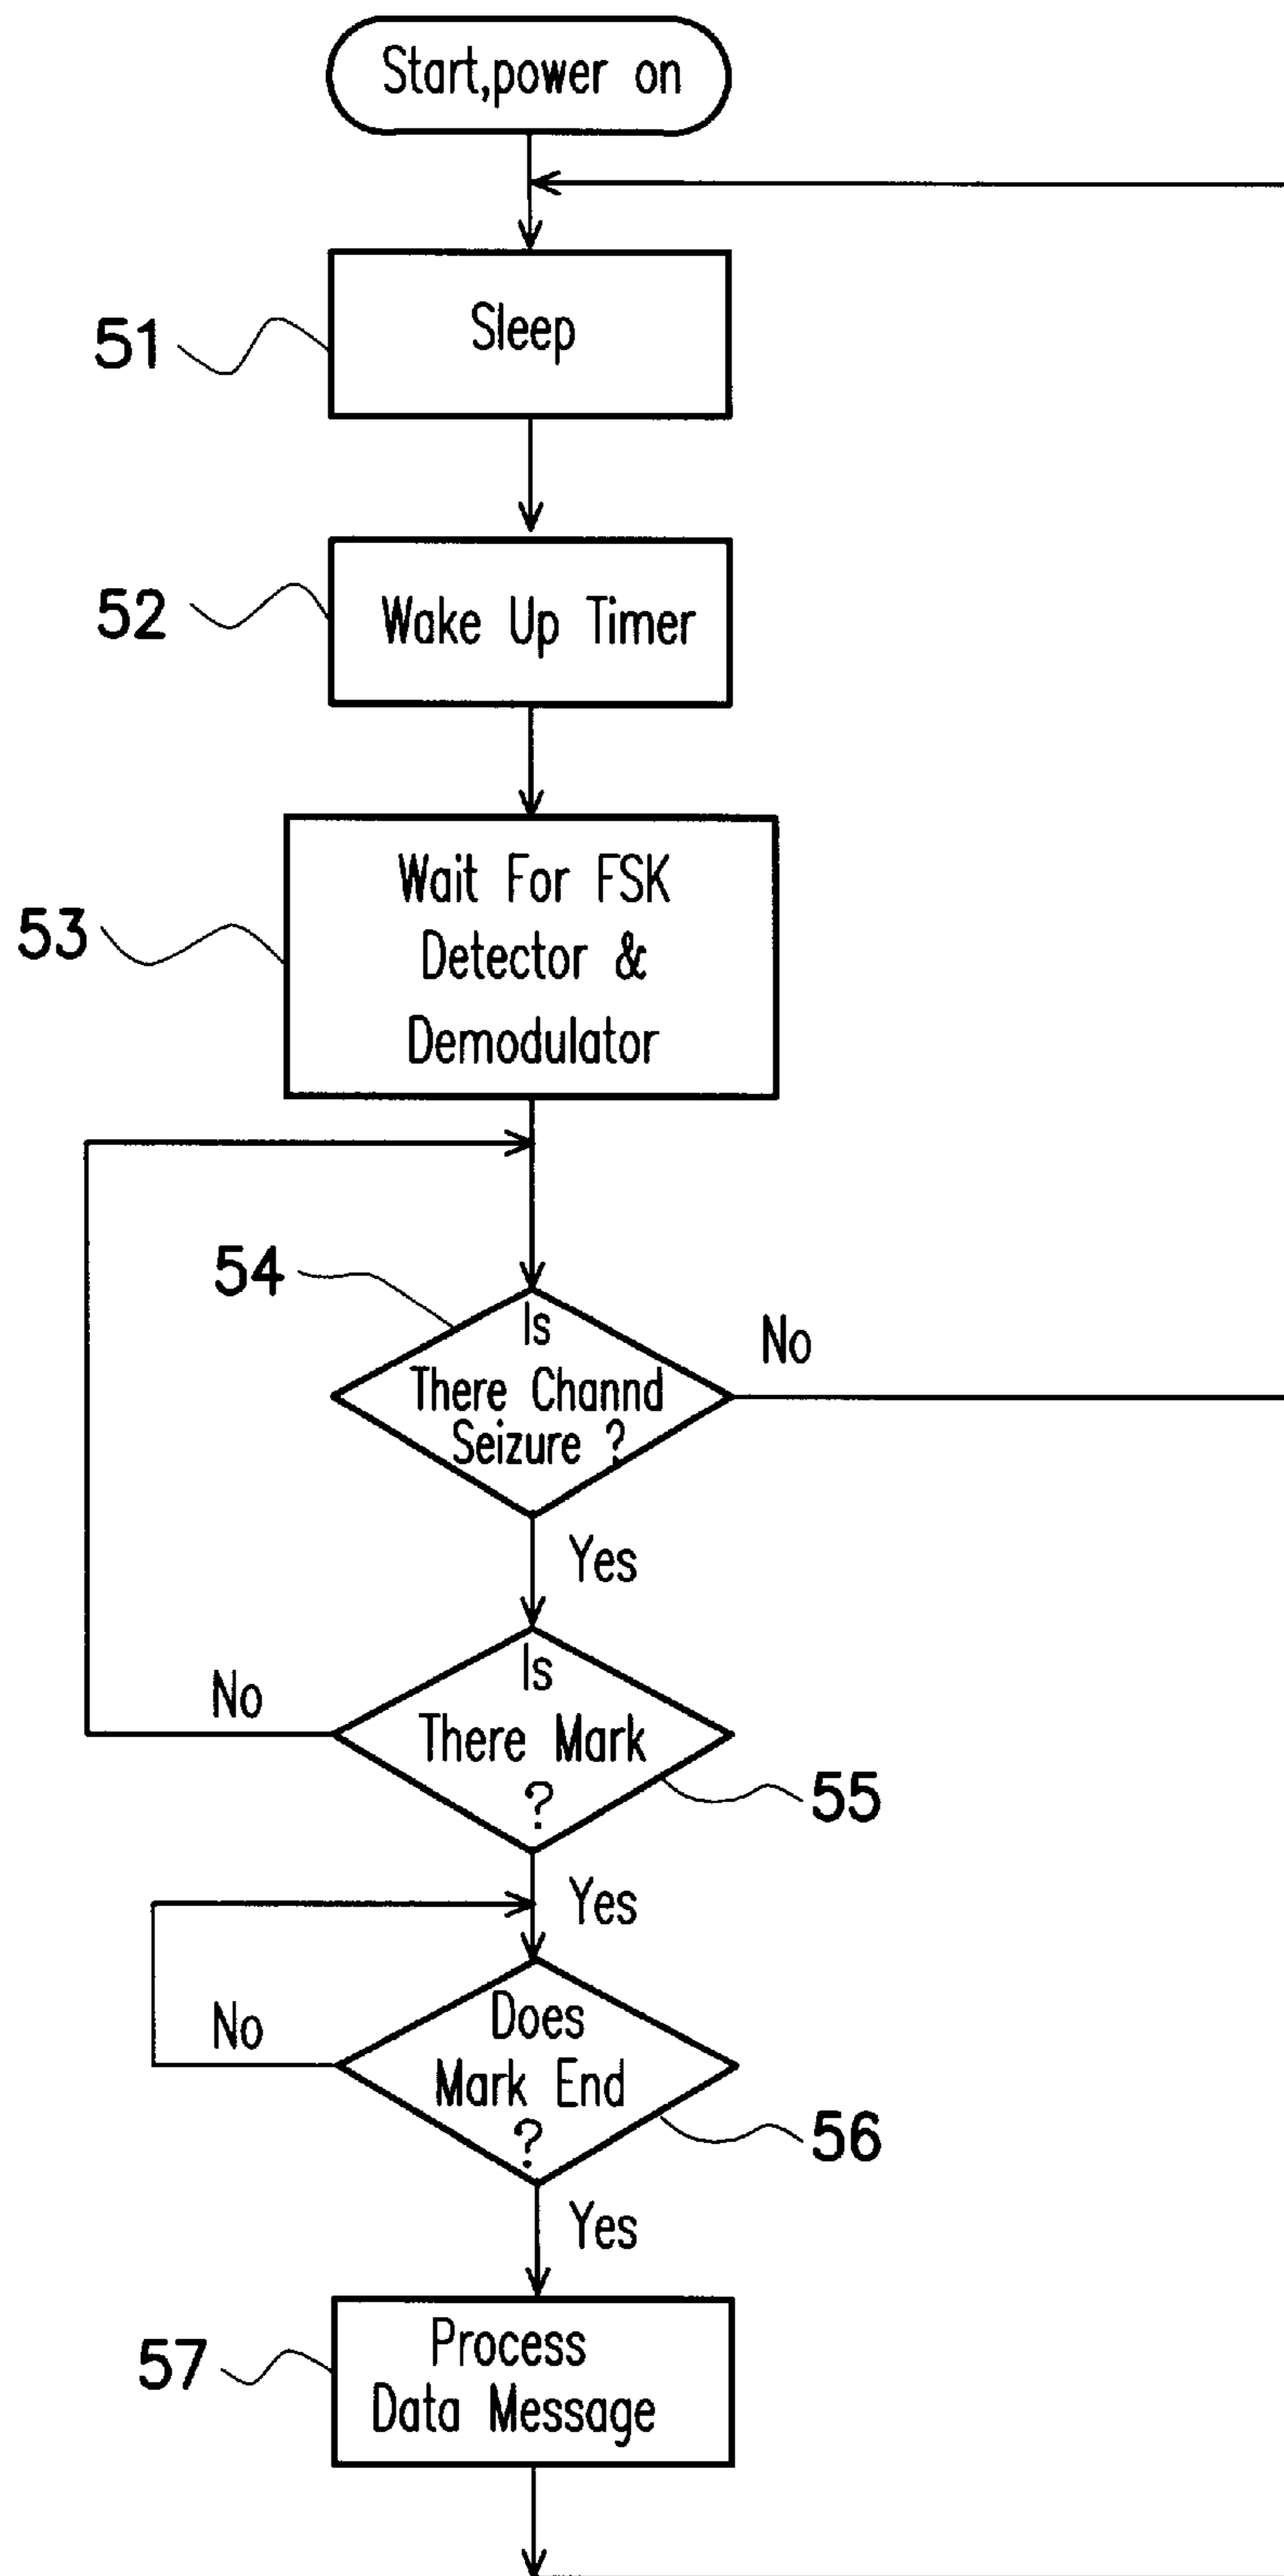 Start,power on
51
Sleep
52
Wake Up Timer
53
Wait For FSK
Detector &
Demodulator
54
Is
There Channd
Seizure ?
No
Yes
Is
There Mark
?
No
55
Yes
Does
Mark End
?
No
56
Yes
57
Process
Data Message